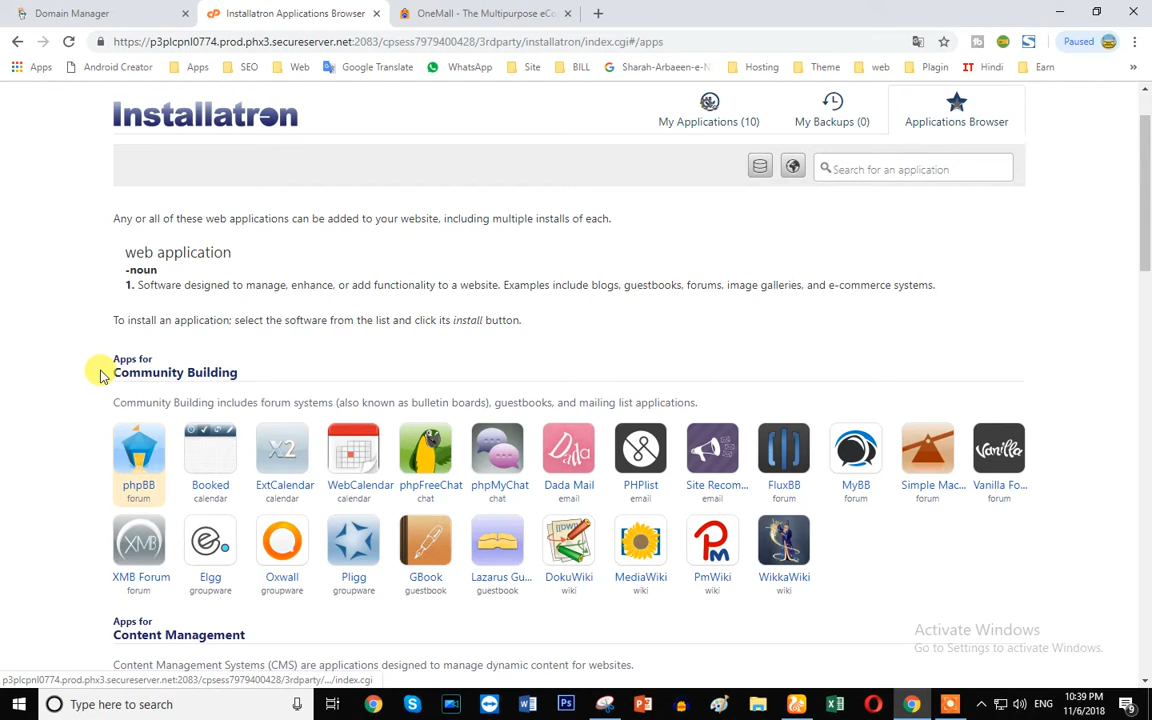 Domain Manager
Installatron Applications Browser
OneMall - The Multipurpose eCo
https://p3plcpnl0774.prod.phx3.secureserver.net:2083/cpsess7979400428/3rdparty/installatron/index.cgi#/apps
Paused
Apps
Android Creator
Apps
SEO
Web
Google Translate
WhatsApp
Site
BILL
Sharah-Arbaeen-e-N
Hosting
Theme
web
Plagin
IT Hindi
Earn
Installatron
My Applications (10)
My Backups (0)
Applications Browser
Search for an application
Any or all of these web applications can be added to your website, including multiple installs of each.
web application
-noun
1. Software designed to manage, enhance, or add functionality to a website. Examples include blogs, guestbooks, forums, image galleries, and e-commerce systems.
To install an application; select the software from the list and click its install button.
Apps for
Community Building
Community Building includes forum systems (also known as bulletin boards), guestbooks, and mailing list applications.
X2
Dada
Vanilla
phpBB
Booked
ExtCalendar
WebCalendar
phpFreeChat
phpMyChat
Dada Mail
PHPlist
Site Recom...
FluxBB
MyBB
Simple Mac...
Vanilla Fo...
forum
calendar
calendar
calendar
chat
chat
email
email
email
forum
forum
forum
forum
XMB
XMB Forum
Elgg
Oxwall
Pligg
GBook
Lazarus Gu...
DokuWiki
MediaWiki
PmWiki
WikkaWiki
forum
groupware
groupware
groupware
guestbook
guestbook
wiki
wiki
wiki
wiki
Apps for
Content Management
Content Management Systems (CMS) are applications designed to manage dynamic content for websites.
Activate Windows
Go to Settings to activate Windows.
p3plcpnl0774.prod.phx3.secureserver.net:2083/cpsess7979400428/3rdparty/.../index.cgi
Type here to search
ENG
10:39 PM
11/6/2018
9